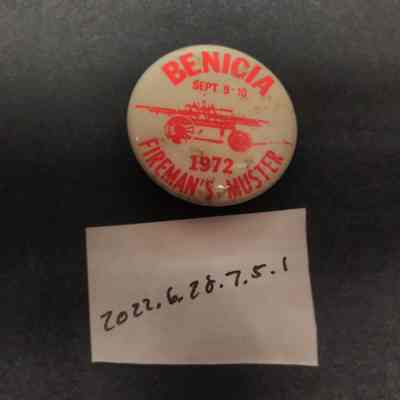 BENICIA
SEPT 9-10
1972
FIREMAN'S MUSTER
2022.6.28.7.5.1